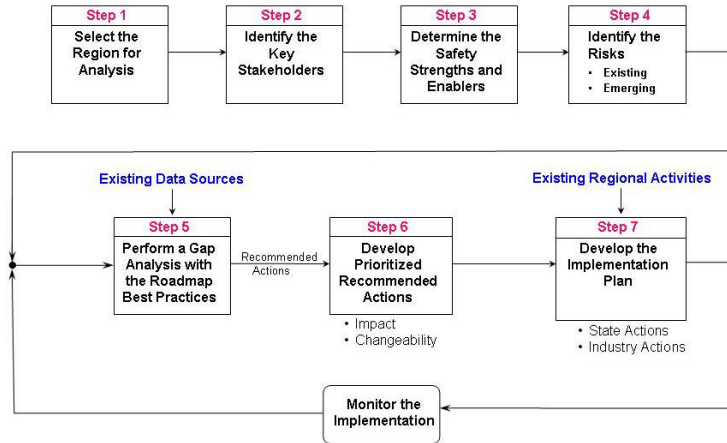 Step 1
Select the
Region for
Analysis
Step 2
Identify the
Key
Stakeholders
Step 3
Determine the
Safety
Strengths and
Enablers
Step 4
Identify the
Risks
• Existing
• Emerging
Existing Data Sources
Existing Regional Activities
Step 5
Perform a Gap
Analysis with
the Roadmap
Best Practices
Recommended
Actions
Step 6
Develop
Prioritized
Recommended
Actions
• Impact
• Changeability
Step 7
Develop the
Implementation
Plan
• State Actions
• Industry Actions
Monitor the
Implementation